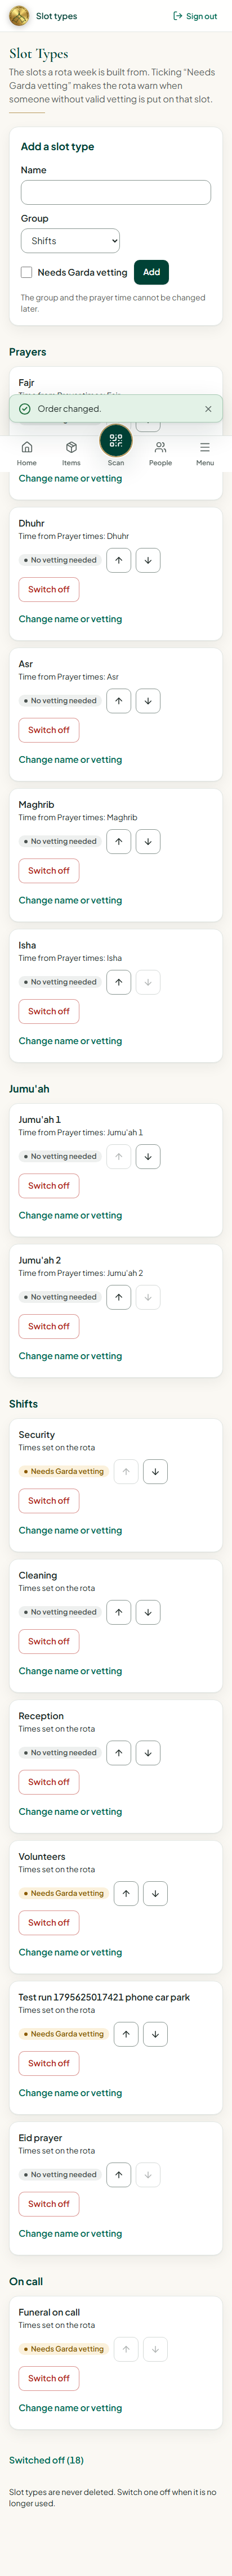 Slot types
Sign out
Slot Types
The slots a rota week is built from. Ticking “Needs
Garda vetting” makes the rota warn when
someone without valid vetting is put on that slot.
Add a slot type
Name
Group
Shifts
Needs Garda vetting
Add
The group and the prayer time cannot be changed
later.
Prayers
Fajr
Order changed.
Home
Items
Scan
People
Menu
Change name or vetting
Dhuhr
Time from Prayer times: Dhuhr
No vetting needed
Switch off
Change name or vetting
Asr
Time from Prayer times: Asr
No vetting needed
Switch off
Change name or vetting
Maghrib
Time from Prayer times: Maghrib
No vetting needed
Switch off
Change name or vetting
Isha
Time from Prayer times: Isha
No vetting needed
Switch off
Change name or vetting
Jumu'ah
Jumu'ah 1
Time from Prayer times: Jumu'ah 1
No vetting needed
Switch off
Change name or vetting
Jumu'ah 2
Time from Prayer times: Jumu'ah 2
No vetting needed
Switch off
Change name or vetting
Shifts
Security
Times set on the rota
Needs Garda vetting
Switch off
Change name or vetting
Cleaning
Times set on the rota
No vetting needed
Switch off
Change name or vetting
Reception
Times set on the rota
No vetting needed
Switch off
Change name or vetting
Volunteers
Times set on the rota
Needs Garda vetting
Switch off
Change name or vetting
Test run 1795625017421 phone car park
Times set on the rota
Needs Garda vetting
Switch off
Change name or vetting
Eid prayer
Times set on the rota
No vetting needed
Switch off
Change name or vetting
On call
Funeral on call
Times set on the rota
Needs Garda vetting
Switch off
Change name or vetting
Switched off (18)
Slot types are never deleted. Switch one off when it is no
longer used.